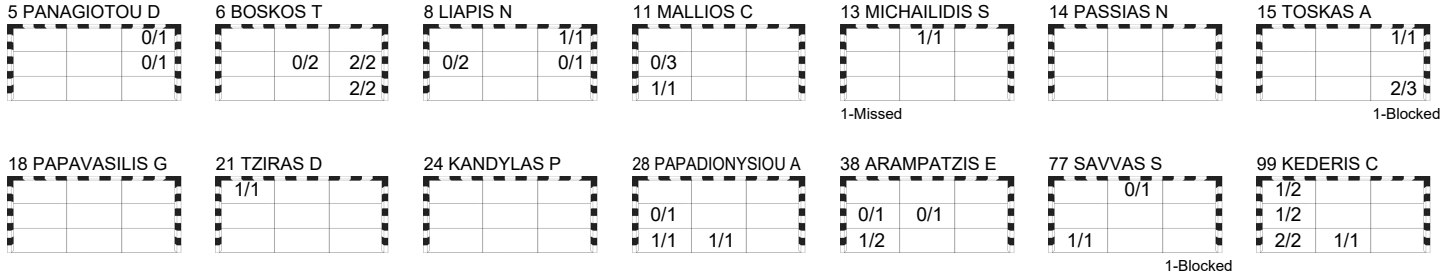 5 PANAGIOTOU D 6 BOSKOS T 8 LIAPIS N 11 MALLIOS C 13 MICHAILIDIS S 14 PASSIAS N 15 TOSKAS A
0/1 1/1 1/1 1/1
0/1 0/2 2/2 0/2 0/1 0/3
2/2 1/1 2/3
1-Missed 1-Blocked
18 PAPAVASILIS G 21 TZIRAS D 24 KANDYLAS P 28 PAPADIONYSIOU A 38 ARAMPATZIS E 77 SAVVAS S 99 KEDERIS C
1/1 0/1 1/2
0/1 0/1 0/1 1/2
1/1 1/1 1/2 1/1 2/2 1/1
1-Blocked